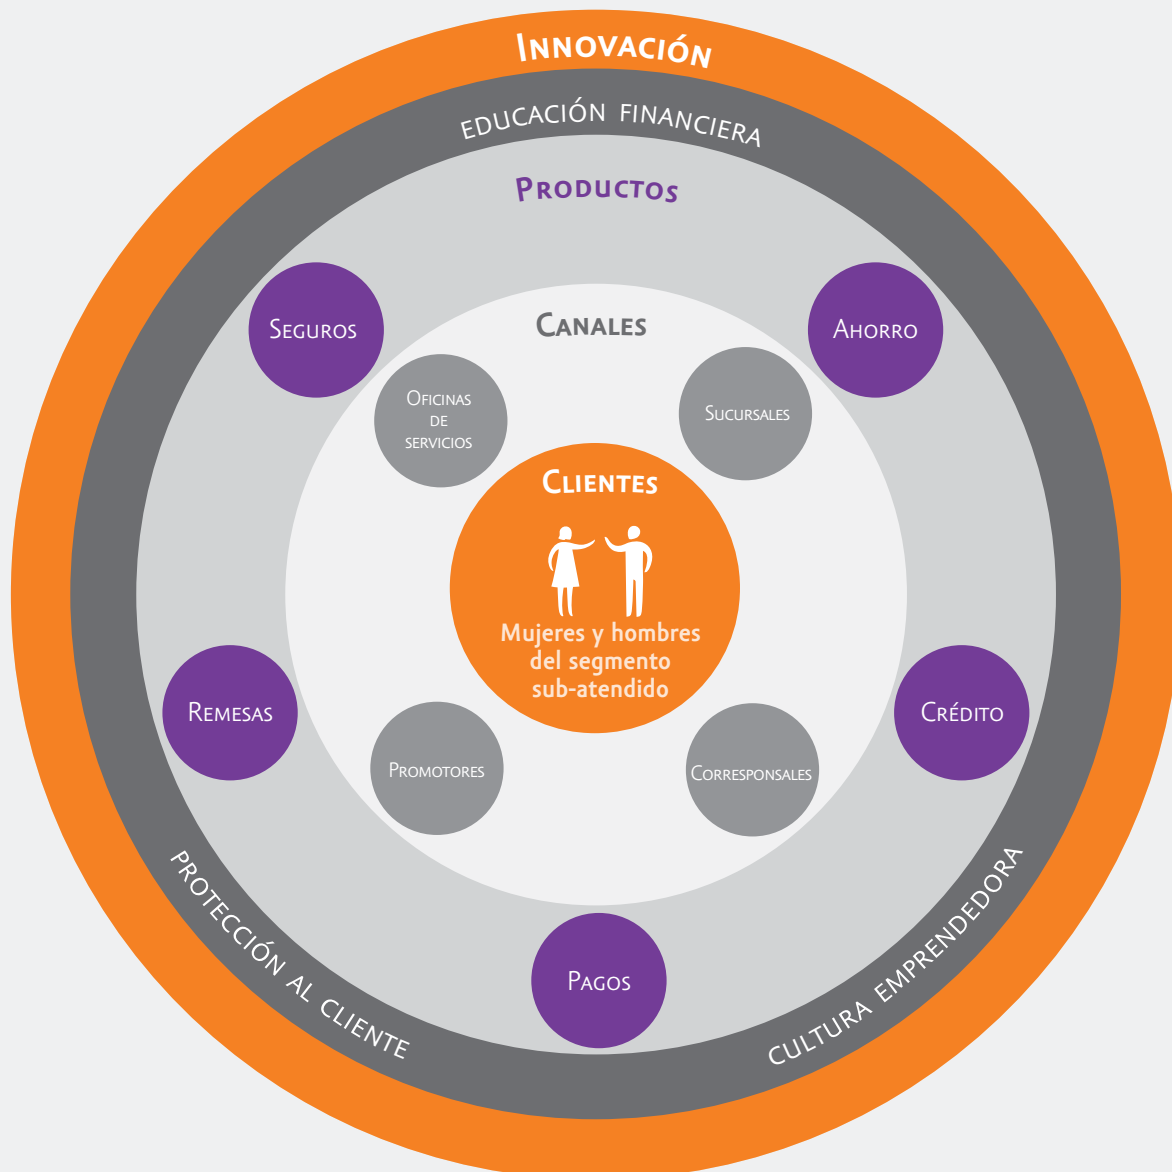 Innovación
EDUCACIÓN FINANCIERA
Productos
Seguros
Ahorro
Canales
Oficinas
de
servicios
Sucursales
Clientes
Mujeres y hombres
del segmento
sub-atendido
Remesas
Crédito
Promotores
Corresponsales
PROTECCIÓN AL CLIENTE
CULTURA EMPRENDEDORA
Pagos